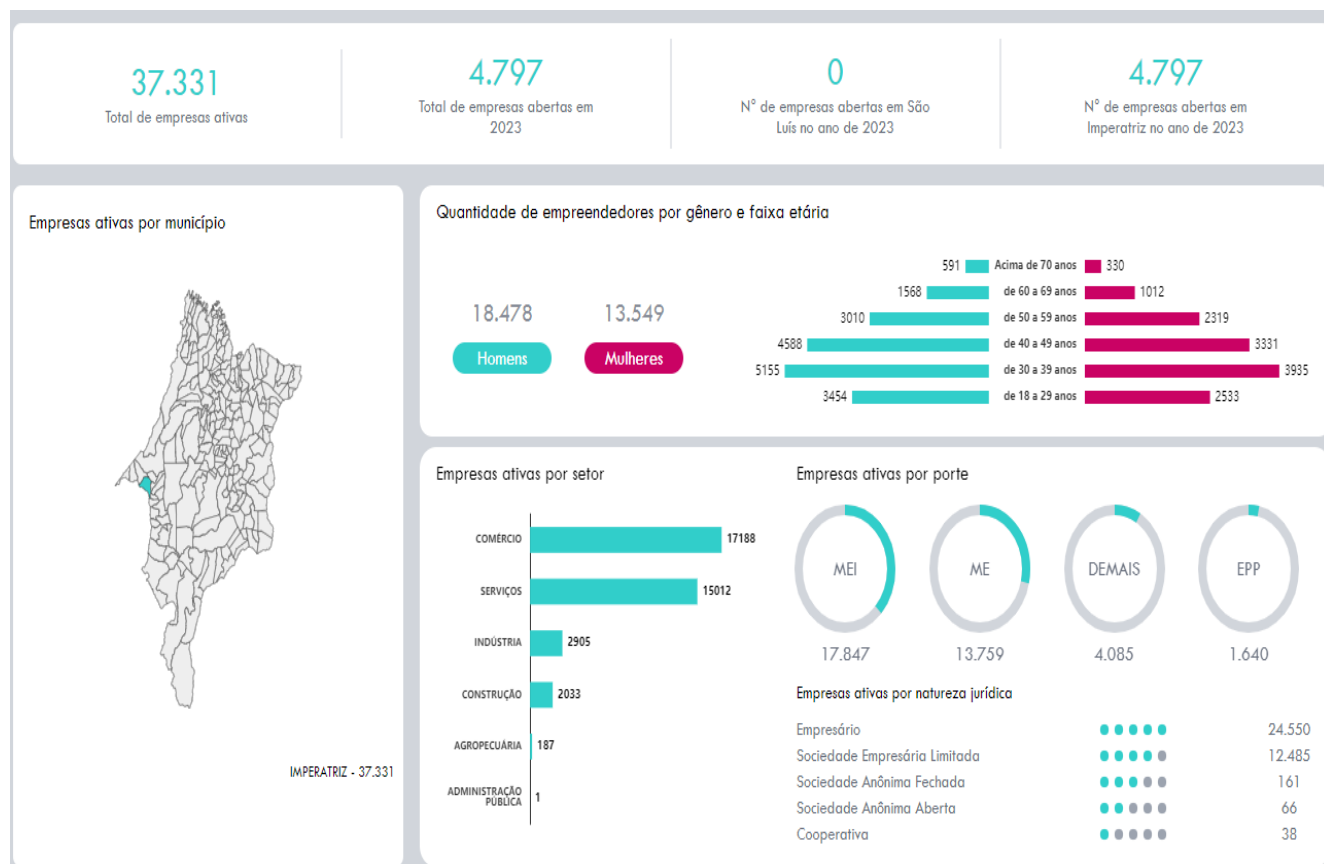 37.331
Total de empresas ativas
4.797
Total de empresas abertas em
2023
0
N° de empresas abertas em São
Luís no ano de 2023
4.797
N° de empresas abertas em
Imperatriz no ano de 2023
Empresas ativas por município
IMPERATRIZ - 37.331
Quantidade de empreendedores por gênero e faixa etária
18.478
Homens
13.549
Mulheres
591 Acima de 70 anos 330
1568 de 60 a 69 anos 1012
3010 de 50 a 59 anos 2319
4588 de 40 a 49 anos 3331
5155 de 30 a 39 anos 3935
3454 de 18 a 29 anos 2533
Empresas ativas por setor
COMÉRCIO 17188
SERVIÇOS 15012
INDÚSTRIA 2905
CONSTRUÇÃO 2033
AGROPECUÁRIA 187
ADMINISTRAÇÃO
PÚBLICA 1
Empresas ativas por porte
MEI
17.847
ME
13.759
DEMAIS
4.085
EPP
1.640
Empresas ativas por natureza jurídica
Empresário 24.550
Sociedade Empresária Limitada 12.485
Sociedade Anônima Fechada 161
Sociedade Anônima Aberta 66
Cooperativa 38